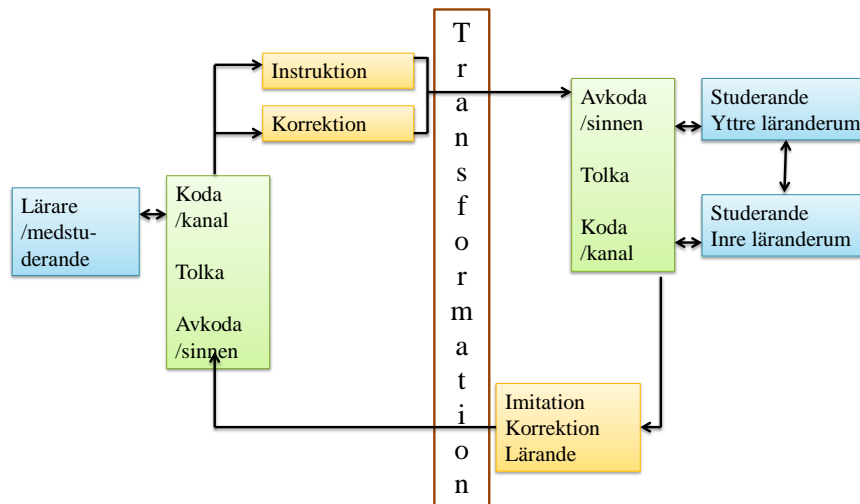 Lärare
/medstu-
derande
Koda
/kanal
Tolka
Avkoda
/sinnen
Instruktion
Korrektion
T
r
a
n
s
f
o
r
m
a
t
i
o
n
Avkoda
/sinnen
Tolka
Koda
/kanal
Studerande
Yttre läranderum
Studerande
Inre läranderum
Imitation
Korrektion
Lärande